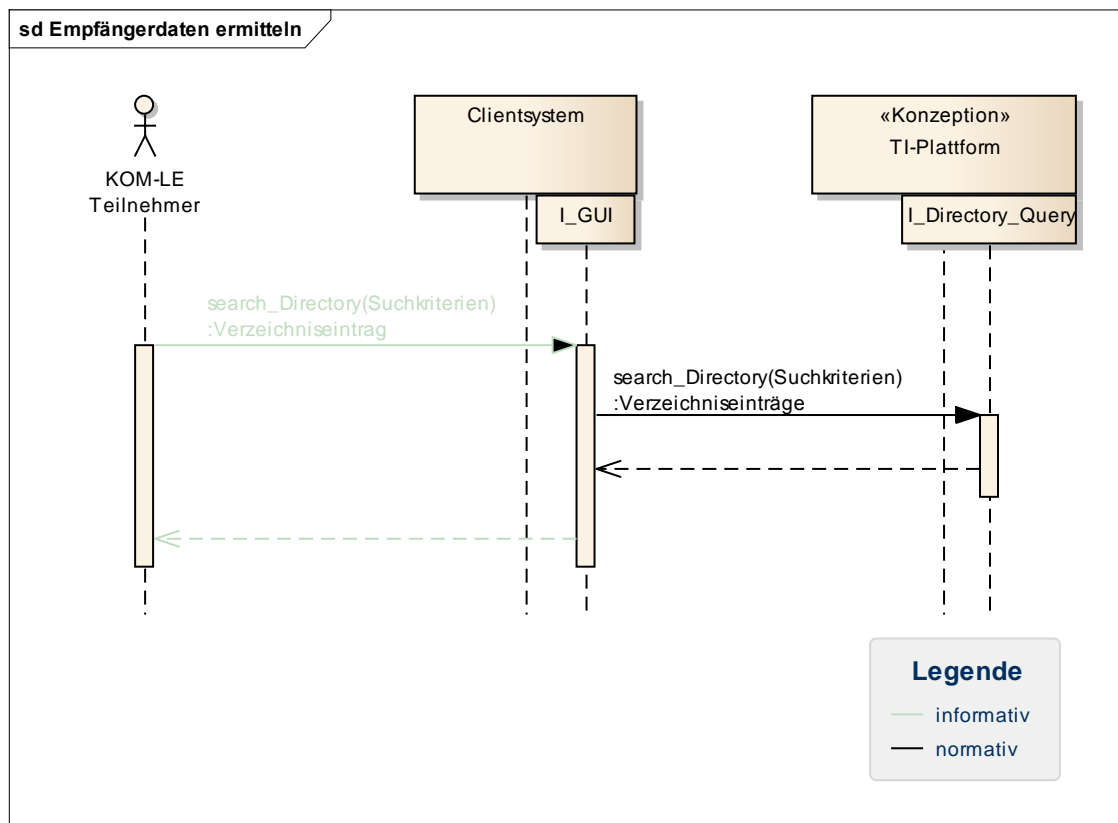 sd Empfängerdaten ermitteln
KOM-LE
Teilnehmer
Clientsystem
I_GUI
«Konzeption»
TI-Plattform
I_Directory_Query
search_Directory(Suchkriterien)
:Verzeichniseintrag
search_Directory(Suchkriterien)
:Verzeichniseinträge
Legende
informativ
normativ